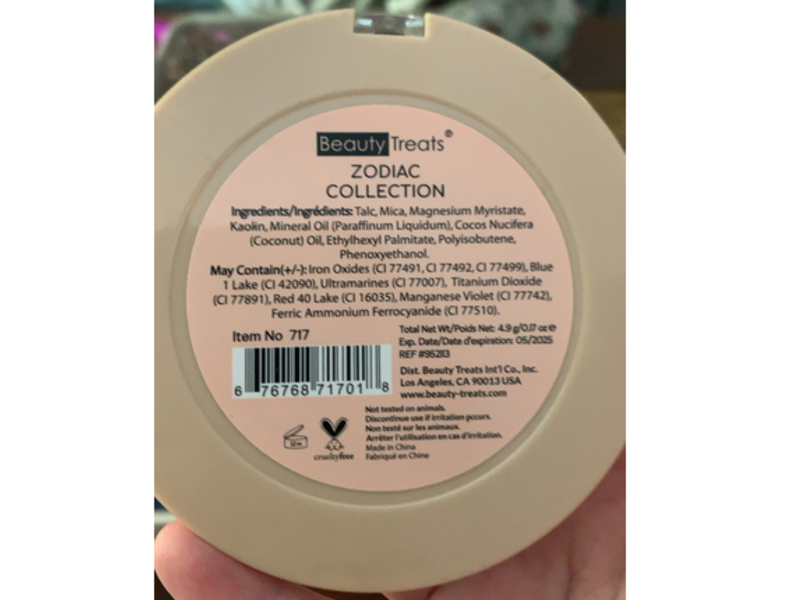 Beauty Treats®
ZODIAC
COLLECTION
Ingredients/Ingrédients: Talc, Mica, Magnesium Myristate,
Kaolin, Mineral Oil (Paraffinum Liquidum), Cocos Nucifera
(Coconut) Oil, Ethylhexyl Palmitate, Polyisobutene,
Phenoxyethanol.
May Contain(+/-): Iron Oxides (CI 77491, CI 77492, CI 77499), Blue
1 Lake (CI 42090), Ultramarines (CI 77007), Titanium Dioxide
(CI 77891), Red 40 Lake (CI 16035), Manganese Violet (CI 77742),
Ferric Ammonium Ferrocyanide (CI 77510).
Item No 717
6 76768 71701 8
Total Net Wt/Poids Net: 4.9 g/0.17 oz e
Exp. Date/Date d'expiration: 05/2025
REF #95283
Dist. Beauty Treats Int'l Co., Inc.
Los Angeles, CA 90013 USA
www.beauty-treats.com
Not tested on animals.
Discontinue use if irritation occurs.
Non testé sur les animaux.
Arrêter l'utilisation en cas d'irritation.
Made in China
Fabriqué en Chine
crueltyfree